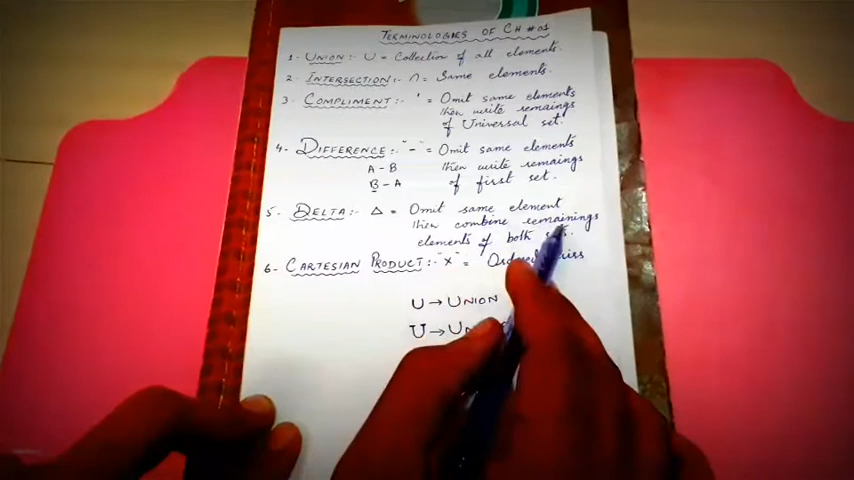 TERMINOLOGIES OF CH # 01
1- UNION :- U = Collection of all elements.
2- INTERSECTION :- ∩ = Same elements.
3- COMPLIMENT :- ' = Omit same elements
then write remainings
of Universal set.
4- DIFFERENCE :- "-" = Omit same elements
A - B then write remainings
B - A of first set.
5- DELTA :- △ = Omit same element
then combine remainings
elements of both
6- CARTESIAN PRODUCT :- "x" =
U → UNION
U →